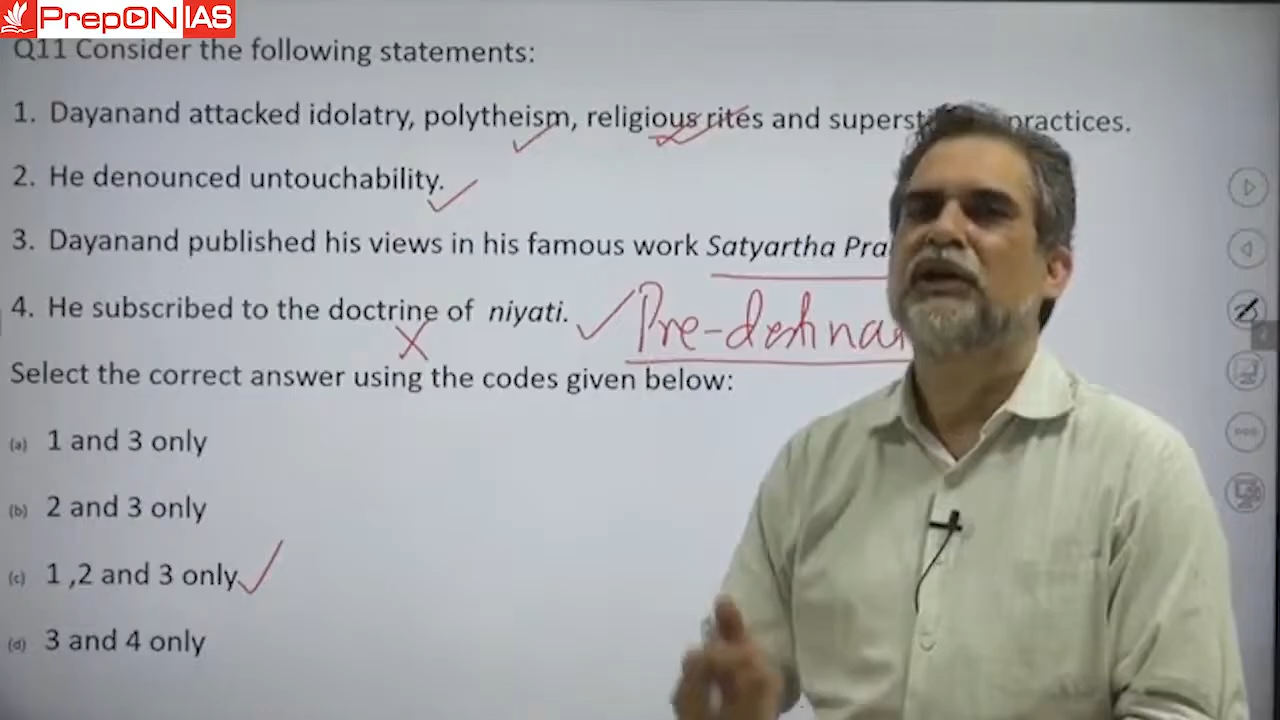 PrepON IAS
Q11 Consider the following statements:
1. Dayanand attacked idolatry, polytheism, religious rites and practices.
2. He denounced untouchability.
3. Dayanand published his views in his famous work Satyartha
4. He subscribed to the doctrine of niyati. Pre-destina
Select the correct answer using the codes given below:
(a) 1 and 3 only
(b) 2 and 3 only
(c) 1 ,2 and 3 only
(d) 3 and 4 only